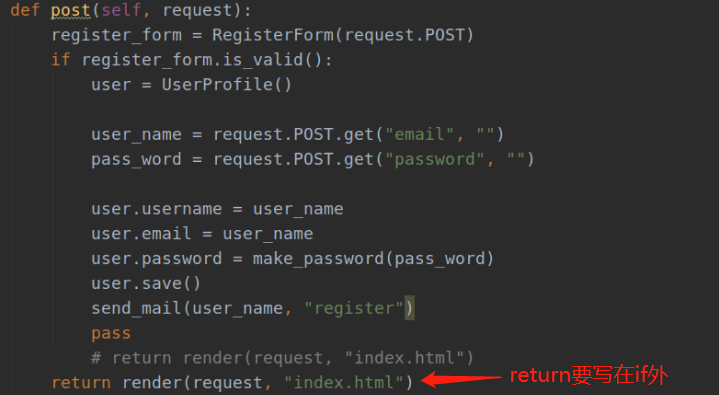 def post(self, request):
register_form = RegisterForm(request.POST)
if register_form.is_valid():
user = UserProfile()
user_name = request.POST.get("email", "")
pass_word = request.POST.get("password", "")
user.username = user_name
user.email = user_name
user.password = make_password(pass_word)
user.save()
send_mail(user_name, "register")
pass
# return render(request, "index.html")
return render(request, "index.html") return要写在if外